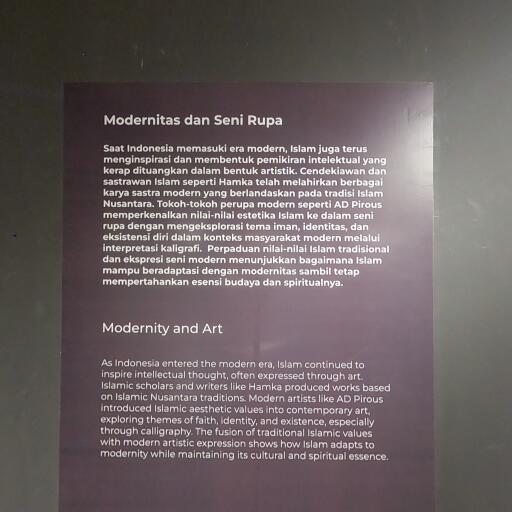 Modernitas dan Seni Rupa
Saat Indonesia memasuki era modern, Islam juga terus
menginspirasi dan membentuk pemikiran intelektual yang
kerap dituangkan dalam bentuk artistik. Cendekiawan dan
sastrawan Islam seperti Hamka telah melahirkan berbagai
karya sastra modern yang berlandaskan pada tradisi Islam
Nusantara. Tokoh-tokoh perupa modern seperti AD Pirous
memperkenalkan nilai-nilai estetika Islam ke dalam seni
rupa dengan mengeksplorasi tema iman, identitas, dan
eksistensi diri dalam konteks masyarakat modern melalui
interpretasi kaligrafi. Perpaduan nilai-nilai Islam tradisional
dan ekspresi seni modern menunjukkan bagaimana Islam
mampu beradaptasi dengan modernitas sambil tetap
mempertahankan esensi budaya dan spiritualnya.
Modernity and Art
As Indonesia entered the modern era, Islam continued to
inspire intellectual thought, often expressed through art.
Islamic scholars and writers like Hamka produced works based
on Islamic Nusantara traditions. Modern artists like AD Pirous
introduced Islamic aesthetic values into contemporary art,
exploring themes of faith, identity, and existence, especially
through calligraphy. The fusion of traditional Islamic values
with modern artistic expression shows how Islam adapts to
modernity while maintaining its cultural and spiritual essence.